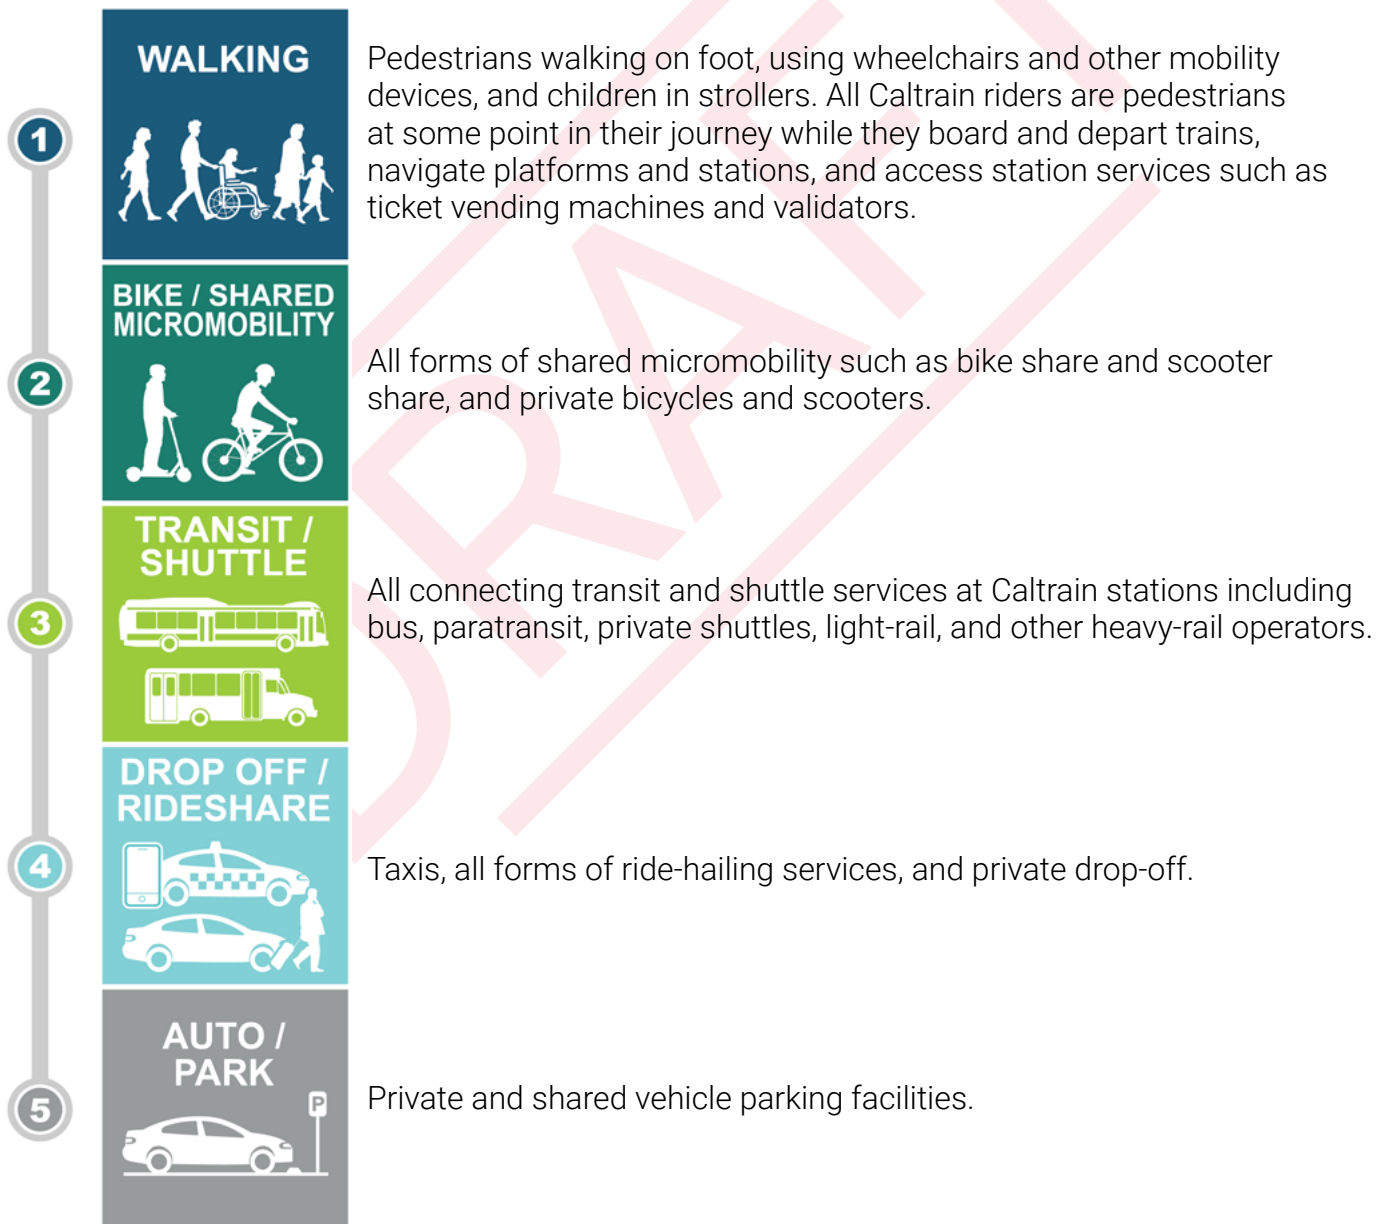 WALKING
Pedestrians walking on foot, using wheelchairs and other mobility
devices, and children in strollers. All Caltrain riders are pedestrians
at some point in their journey while they board and depart trains,
navigate platforms and stations, and access station services such as
ticket vending machines and validators.
1
BIKE / SHARED
MICROMOBILITY
All forms of shared micromobility such as bike share and scooter
share, and private bicycles and scooters.
2
TRANSIT /
SHUTTLE
All connecting transit and shuttle services at Caltrain stations including
bus, paratransit, private shuttles, light-rail, and other heavy-rail operators.
3
DROP OFF /
RIDESHARE
Taxis, all forms of ride-hailing services, and private drop-off.
4
AUTO /
PARK
P
Private and shared vehicle parking facilities.
5
DRAFT